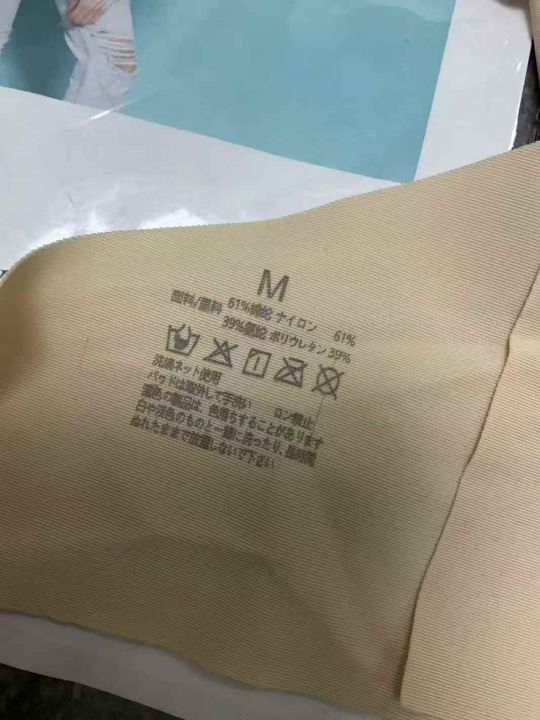 M
面料/面料 61%锦纶 ナイロン 61%
39%氨纶 ポリウレタン 39%
洗濯ネット使用
パッドは取外して手洗い ロン禁止
濃色の製品は、色落ちすることがあります
白や淡色のものと一緒に洗ったり、長時間
ぬれたままで放置しないで下さい